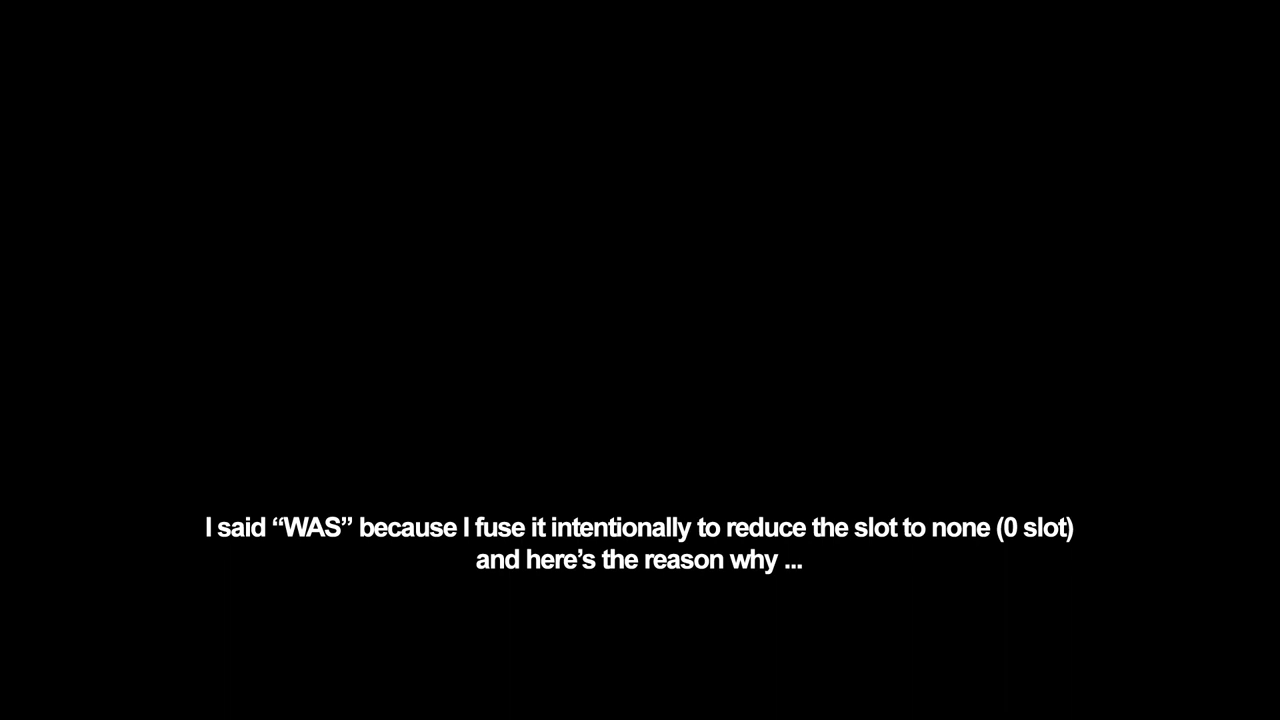 I said “WAS” because I fuse it intentionally to reduce the slot to none (0 slot)
and here’s the reason why ...